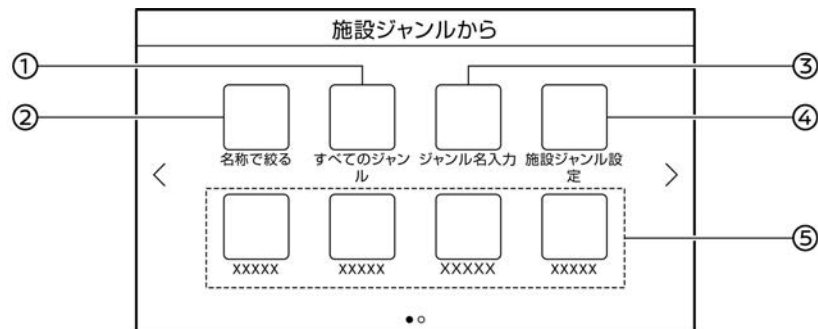 施設ジャンルから
①
③
②
④
名称で絞る
すべてのジャン
ル
ジャンル名入力
施設ジャンル設
定
⑤
xxxxx
xxxxx
XXXXX
xxxxx